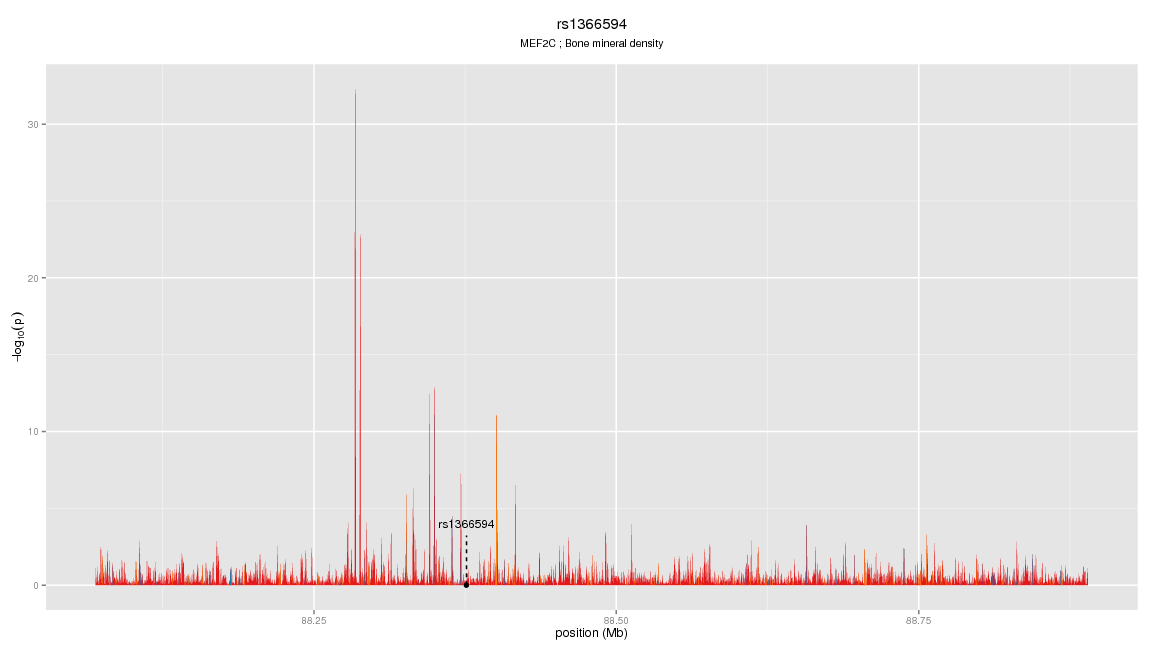 rs1366594
MEF2C ; Bone mineral density
30
20
10
0
−log10(p)
rs1366594
88.25
88.50
88.75
position (Mb)